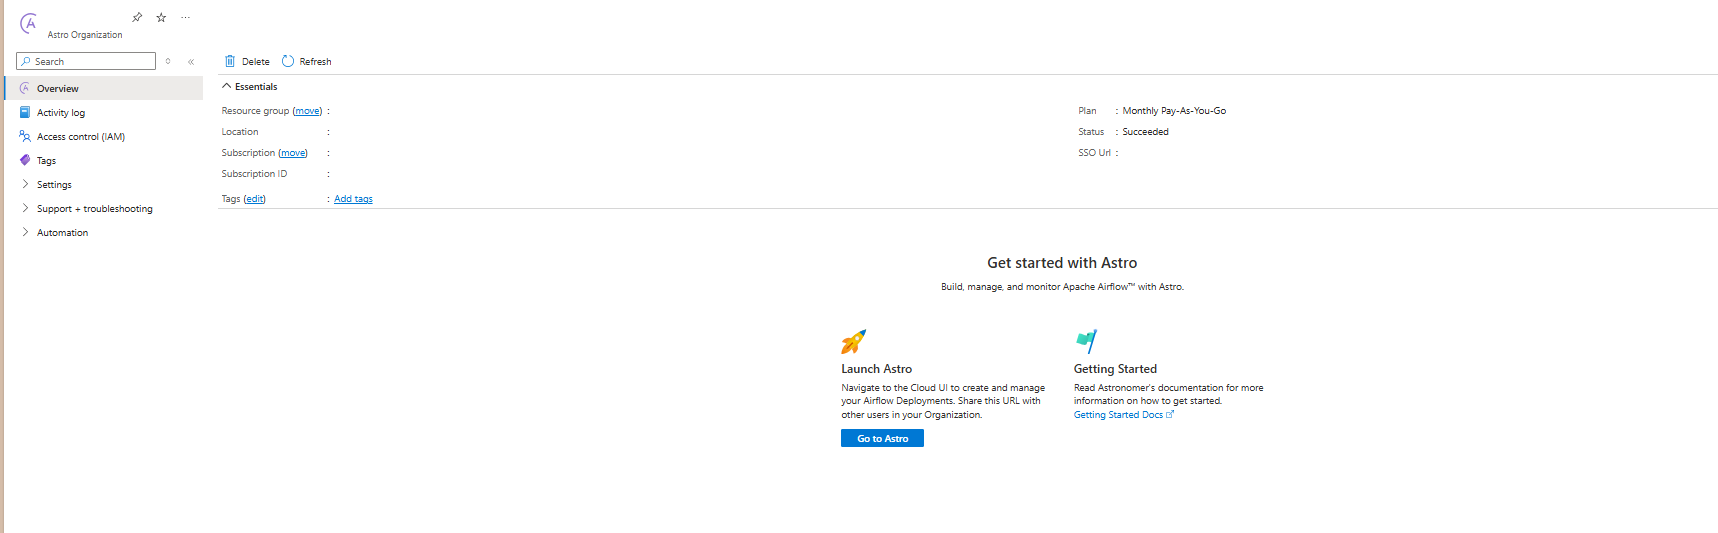 Astro Organization
Search
Overview
Activity log
Access control (IAM)
Tags
Settings
Support + troubleshooting
Automation
Delete
Refresh
Essentials
Resource group (move) :
Location :
Subscription (move) :
Subscription ID :
Tags (edit) : Add tags
Plan : Monthly Pay-As-You-Go
Status : Succeeded
SSO Url :
Get started with Astro
Build, manage, and monitor Apache Airflow™ with Astro.
Launch Astro
Navigate to the Cloud UI to create and manage
your Airflow Deployments. Share this URL with
other users in your Organization.
Go to Astro
Getting Started
Read Astronomer's documentation for more
information on how to get started.
Getting Started Docs